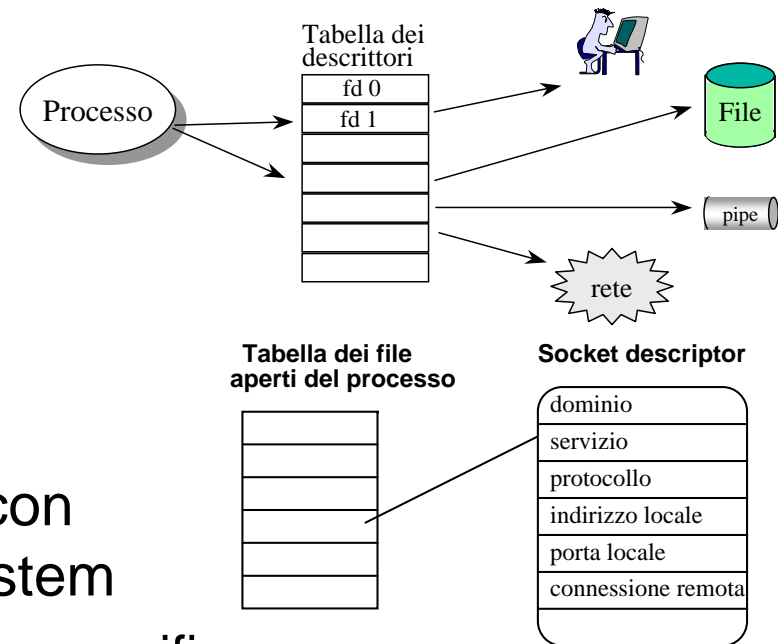 Tabella dei
descrittori
fd 0
fd 1
Processo
File
pipe
rete
Tabella dei file
aperti del processo
Socket descriptor
dominio
servizio
protocollo
indirizzo locale
porta locale
connessione remota
con
stem